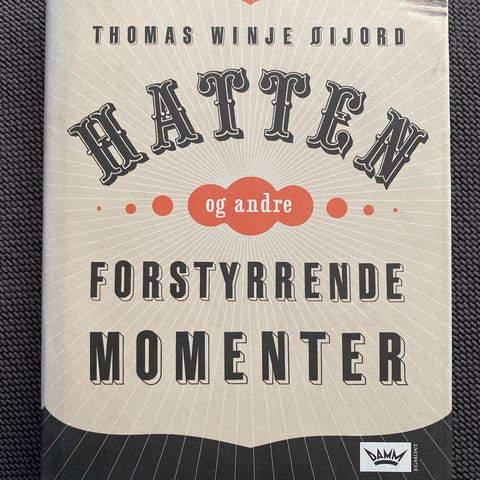 THOMAS WINJE ØIJORD
HATTEN
og andre
FORSTYRRENDE
MOMENTER
DAMM
EGMONT